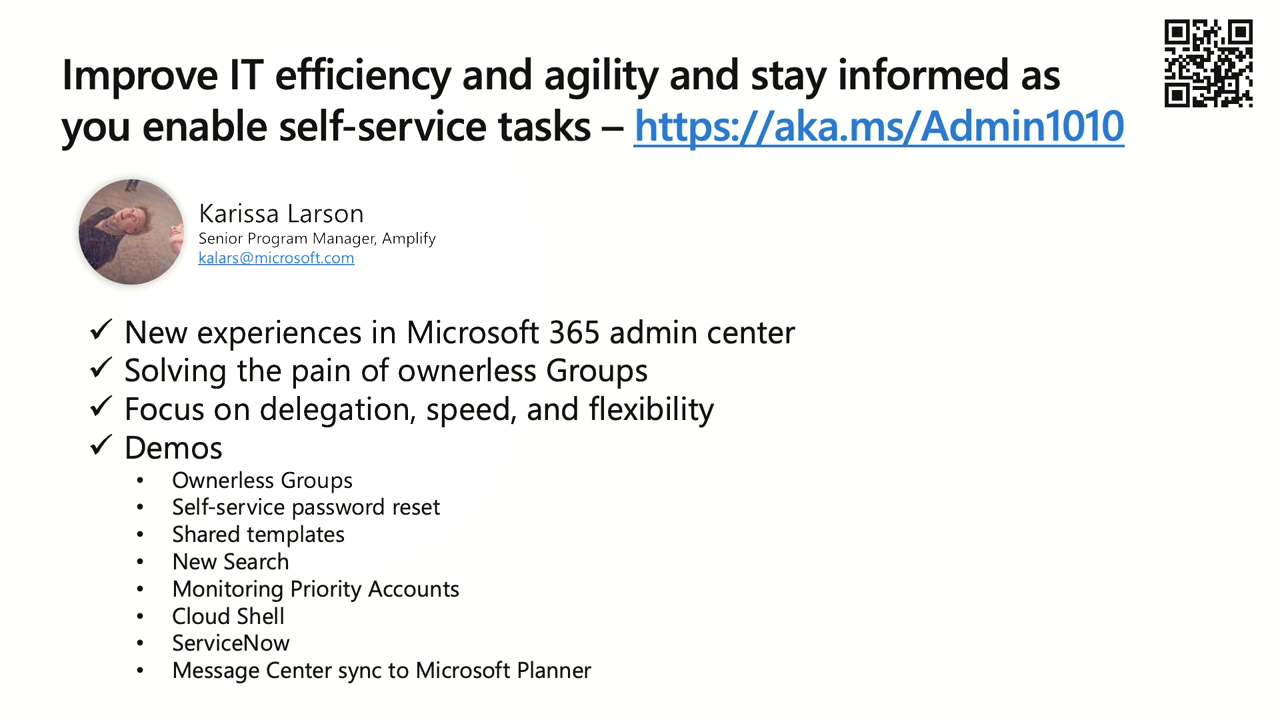 Improve IT efficiency and agility and stay informed as
you enable self-service tasks – https://aka.ms/Admin1010
Karissa Larson
Senior Program Manager, Amplify
kalars@microsoft.com
✓ New experiences in Microsoft 365 admin center
✓ Solving the pain of ownerless Groups
✓ Focus on delegation, speed, and flexibility
✓ Demos
• Ownerless Groups
• Self-service password reset
• Shared templates
• New Search
• Monitoring Priority Accounts
• Cloud Shell
• ServiceNow
• Message Center sync to Microsoft Planner